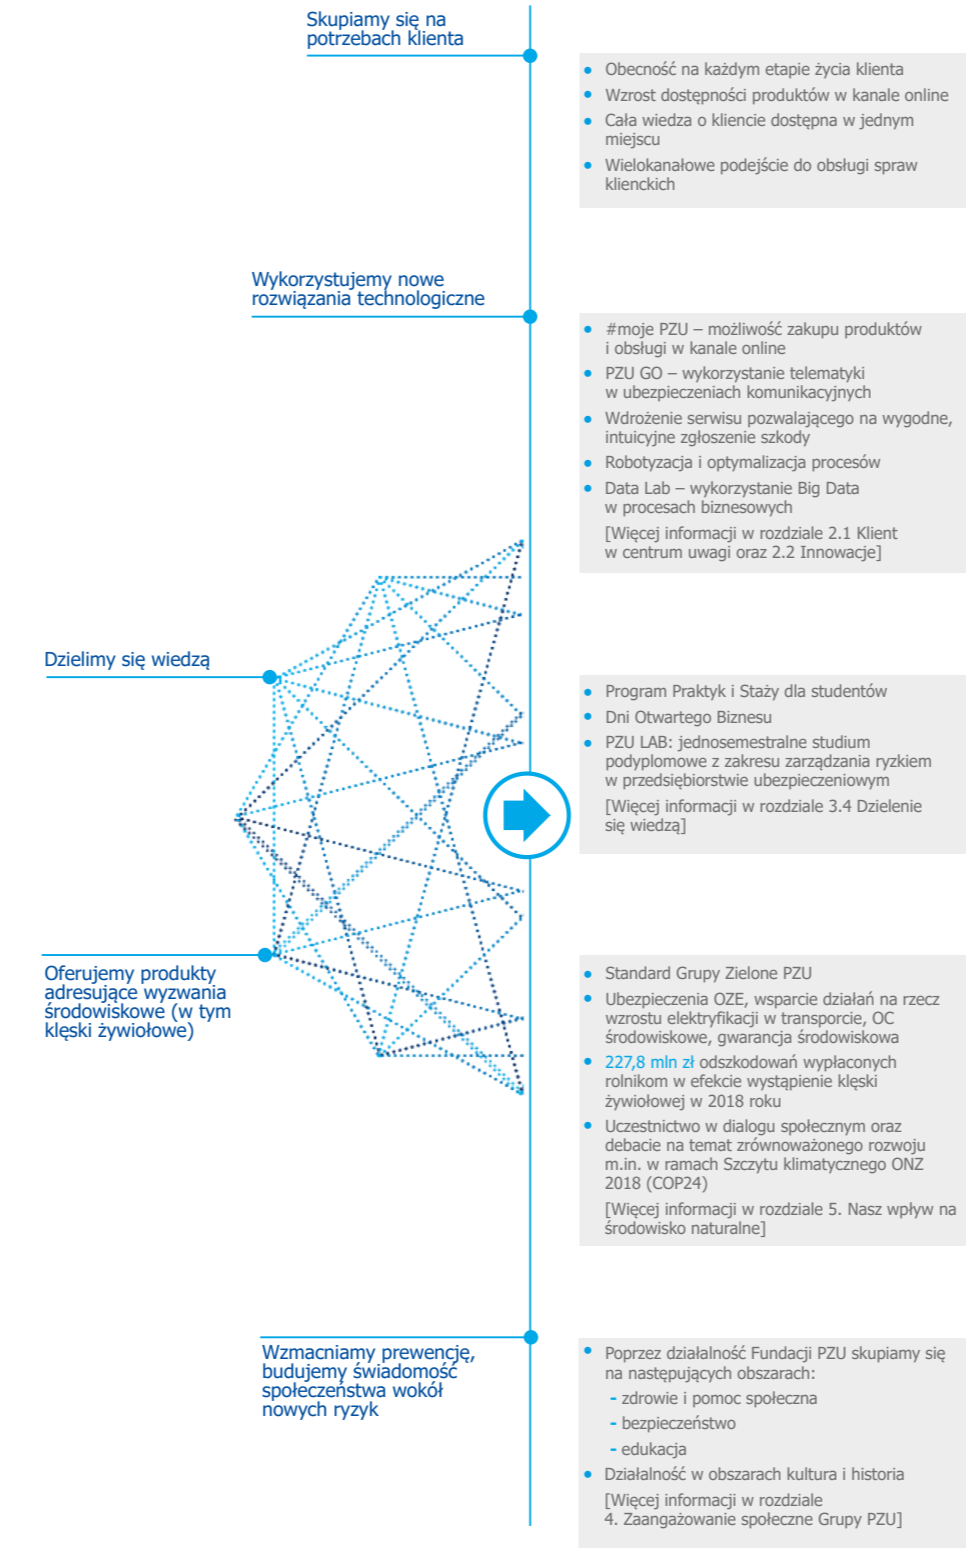 Skupiamy się na
potrzebach klienta
• Obecność na każdym etapie życia klienta
• Wzrost dostępności produktów w kanale online
• Cała wiedza o kliencie dostępna w jednym
miejscu
• Wielokanałowe podejście do obsługi spraw
klienckich
Wykorzystujemy nowe
rozwiązania technologiczne
• #moje PZU – możliwość zakupu produktów
i obsługi w kanale online
• PZU GO – wykorzystanie telematyki
w ubezpieczeniach komunikacyjnych
• Wdrożenie serwisu pozwalającego na wygodne,
intuicyjne zgłoszenie szkody
• Robotyzacja i optymalizacja procesów
• Data Lab – wykorzystanie Big Data
w procesach biznesowych
[Więcej informacji w rozdziale 2.1 Klient
w centrum uwagi oraz 2.2 Innowacje]
Dzielimy się wiedzą
• Program Praktyk i Staży dla studentów
• Dni Otwartego Biznesu
• PZU LAB: jednosemestralne studium
podyplomowe z zakresu zarządzania ryzkiem
w przedsiębiorstwie ubezpieczeniowym
[Więcej informacji w rozdziale 3.4 Dzielenie
się wiedzą]
Oferujemy produkty
adresujące wyzwania
środowiskowe (w tym
klęski żywiołowe)
• Standard Grupy Zielone PZU
• Ubezpieczenia OZE, wsparcie działań na rzecz
wzrostu elektryfikacji w transporcie, OC
środowiskowe, gwarancja środowiskowa
• 227,8 mln zł odszkodowań wypłaconych
rolnikom w efekcie wystąpienie klęski
żywiołowej w 2018 roku
• Uczestnictwo w dialogu społecznym oraz
debacie na temat zrównoważonego rozwoju
m.in. w ramach Szczytu klimatycznego ONZ
2018 (COP24)
[Więcej informacji w rozdziale 5. Nasz wpływ na
środowisko naturalne]
Wzmacniamy prewencję,
budujemy świadomość
społeczeństwa wokół
nowych ryzyk
• Poprzez działalność Fundacji PZU skupiamy się
na następujących obszarach:
- zdrowie i pomoc społeczna
- bezpieczeństwo
- edukacja
• Działalność w obszarach kultura i historia
[Więcej informacji w rozdziale
4. Zaangażowanie społeczne Grupy PZU]